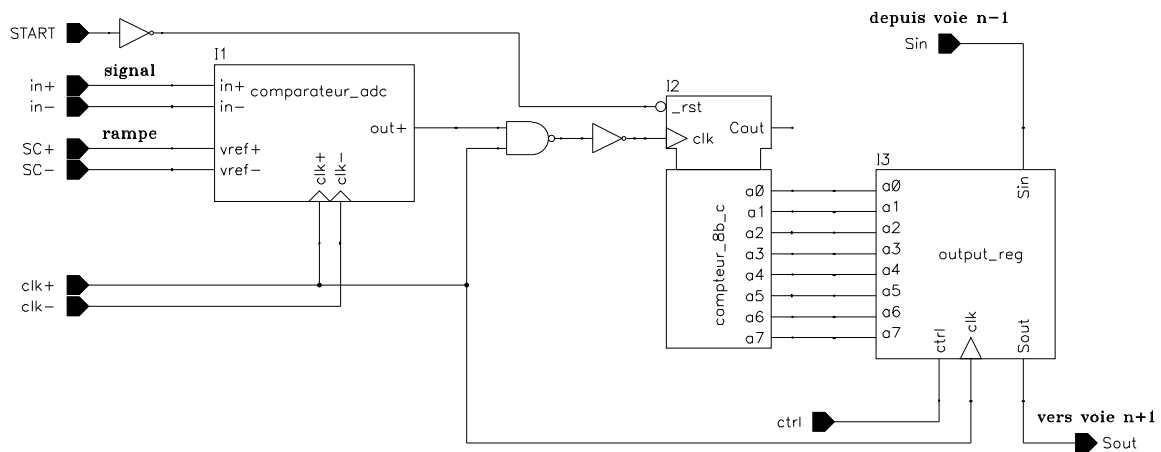 depuis voie n-1
START
Sin
I1
signal
in+
in+
comparateur_adc
in-
in-
I2
_rst
out+
Cout
clk
rampe
SC+
vref+
SC-
vref-
clk+
clk-
I3
a0
a0
Sin
a1
a1
a2
a2
a3
a3
output_reg
a4
a4
compteur_8b_c
a5
a5
a6
a6
a7
a7
clk+
clk-
ctrl
clk
Sout
ctrl
vers voie n+1
Sout